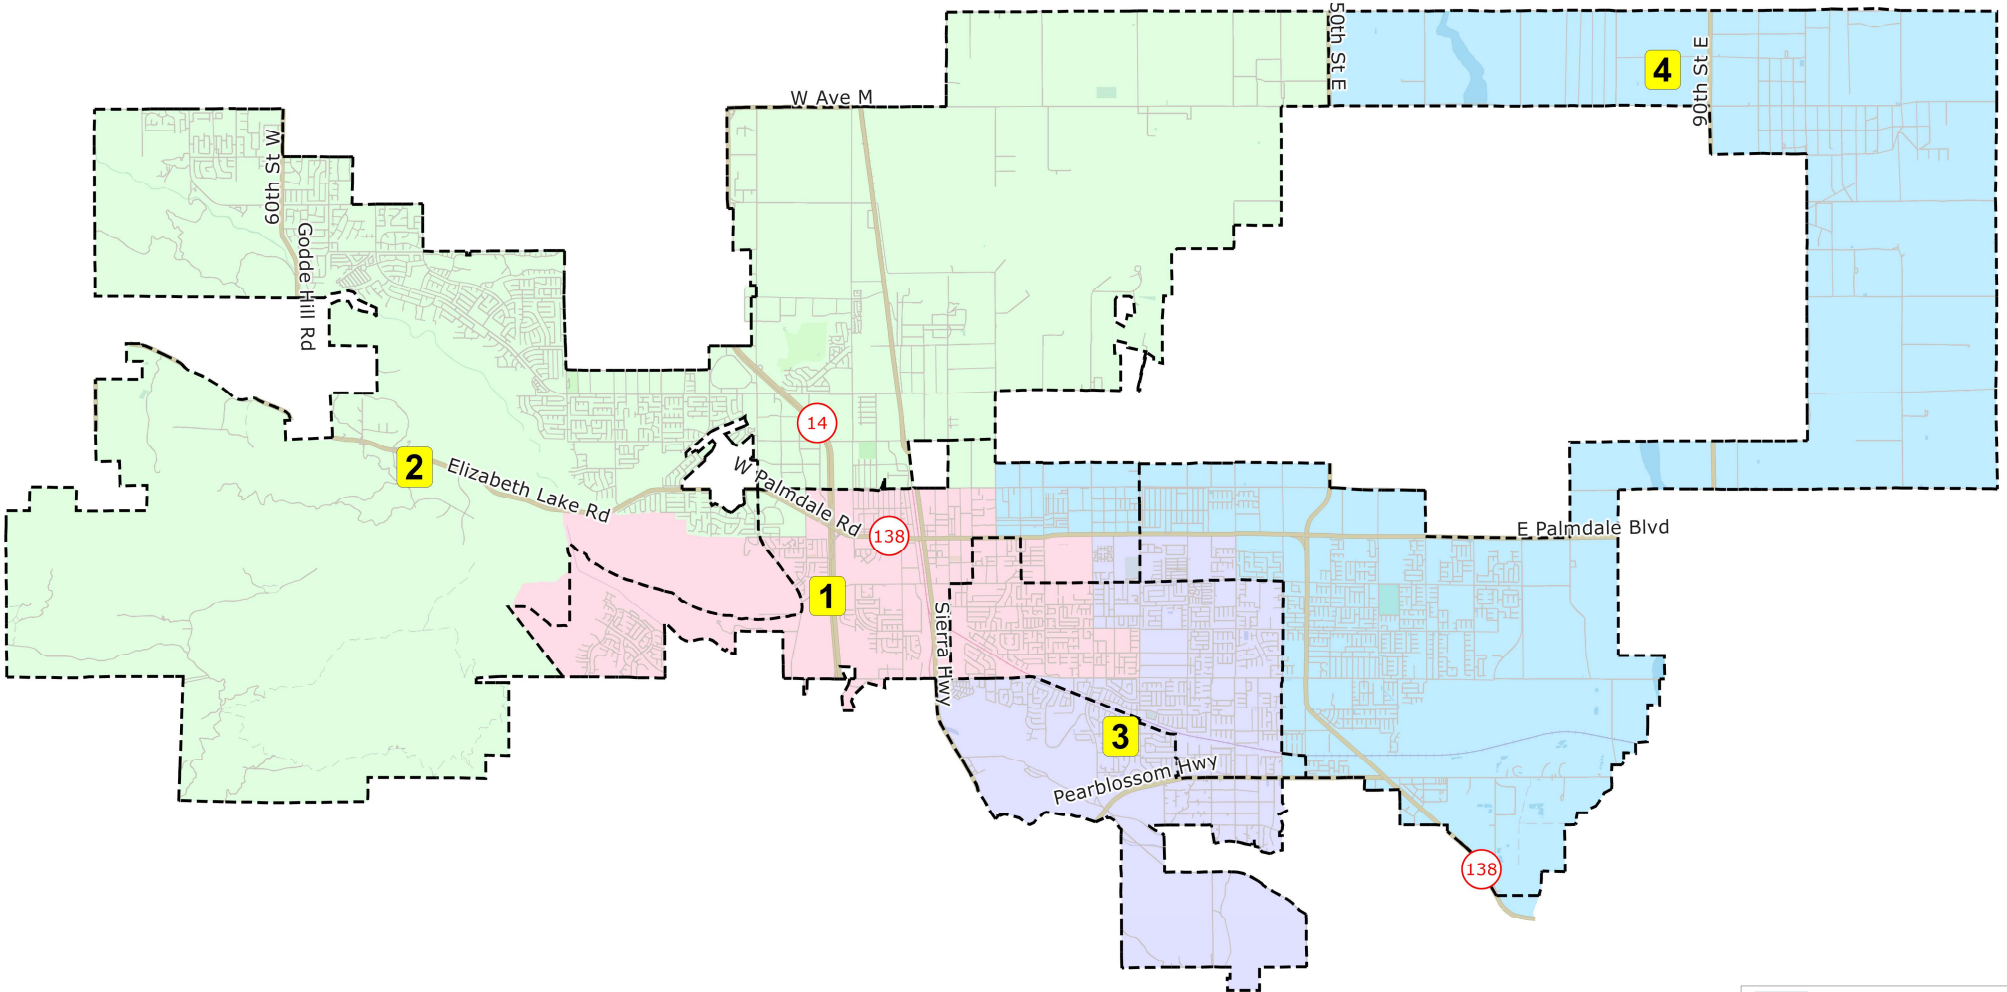 50th St E
4
90th St E
W Ave M
60th St W
Godde Hill Rd
14
2
Elizabeth Lake Rd
W Palmdale Rd
138
E Palmdale Blvd
1
Sierra Hwy
3
Pearblossom Hwy
138